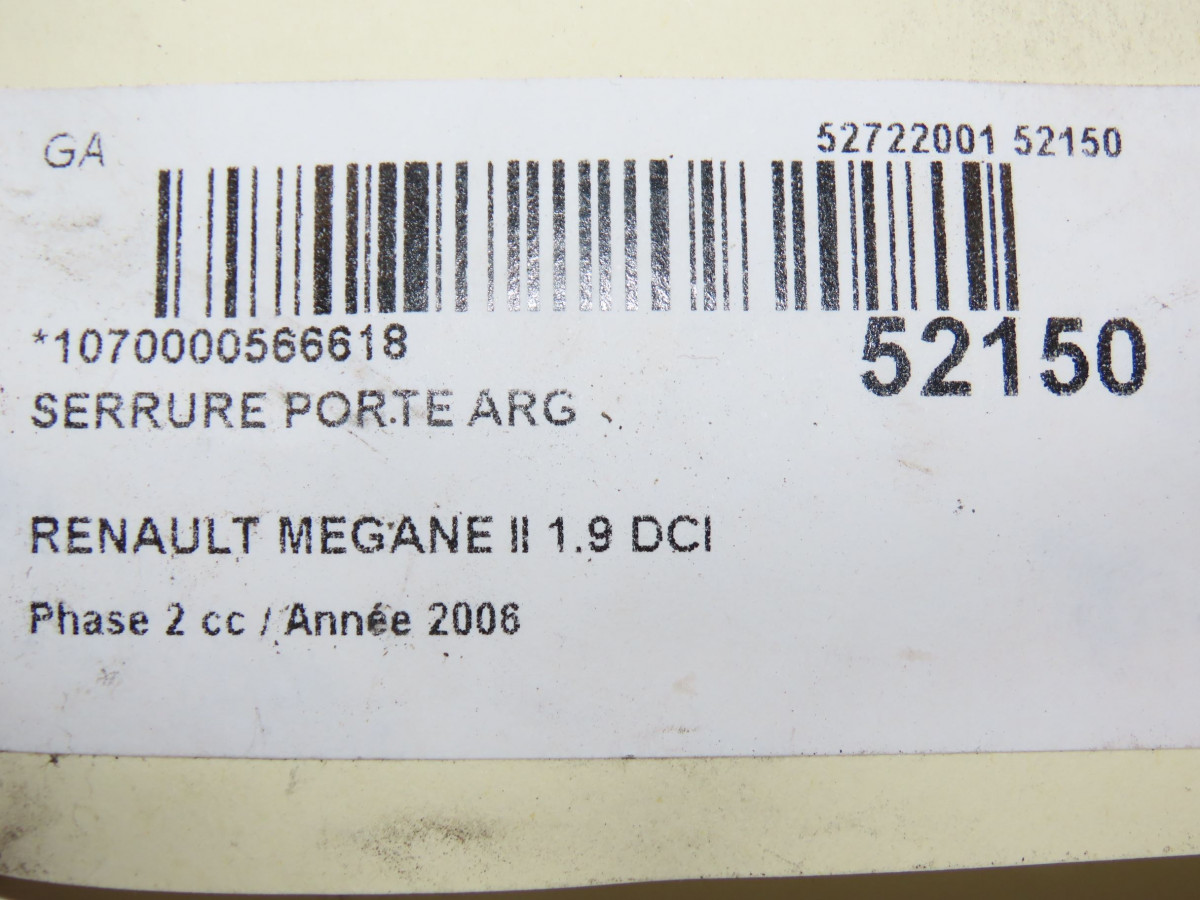 GA
52722001 52150
*1070000566618
52150
SERRURE PORTE ARG
RENAULT MEGANE II 1.9 DCI
Phase 2 cc / Année 2006